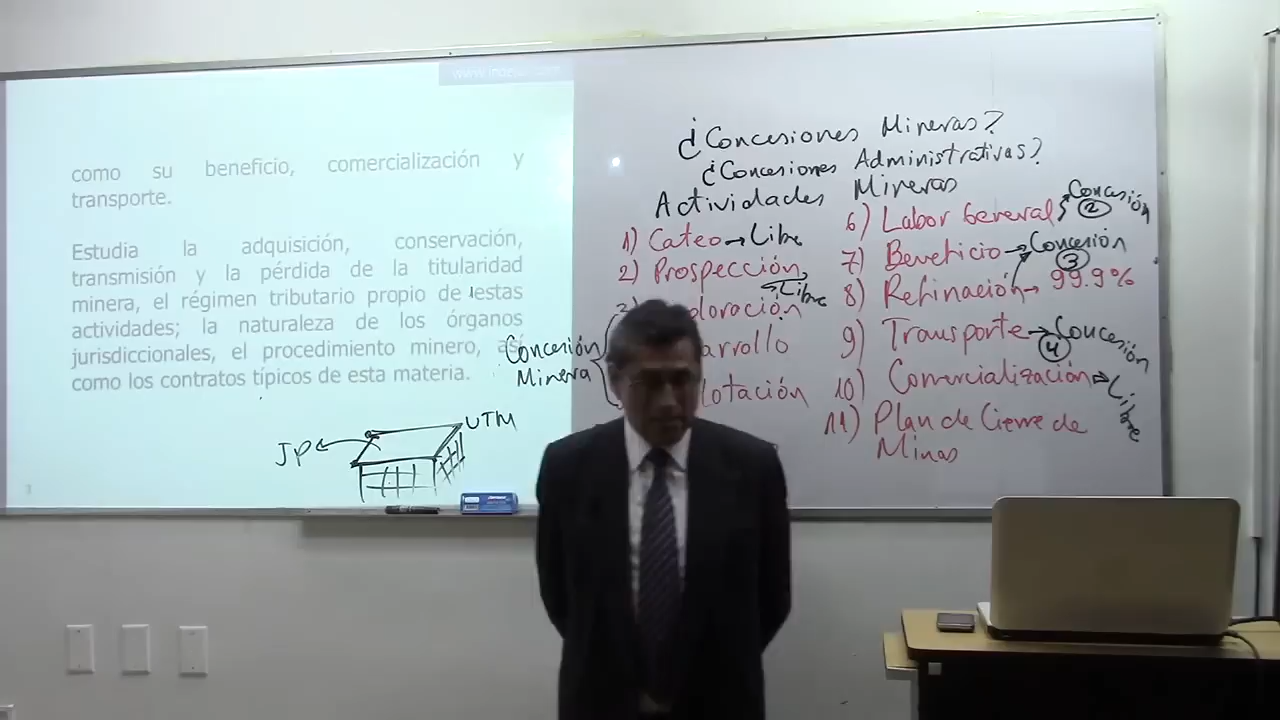 como su beneficio, comercialización y
transporte.
Estudia la adquisición, conservación,
transmisión y la pérdida de la titularidad
minera, el régimen tributario propio de estas
actividades; la naturaleza de los órganos
jurisdiccionales, el procedimiento minero, así
como los contratos típicos de esta materia.
JP
UTM
¿Concesiones Mineras?
¿Concesiones Administrativas?
Actividades Mineras
1) Cateo → Libre
2) Prospección
Libre
3) ploración
arrollo
lotación
Concesión
Minera
6) Labor General
Concesión
2
7) Beneficio → Concesión
3
8) Refinación → 99.9%
9) Transporte → Concesión
4
10) Comercialización → Libre
11) Plan de Cierre de
Minas